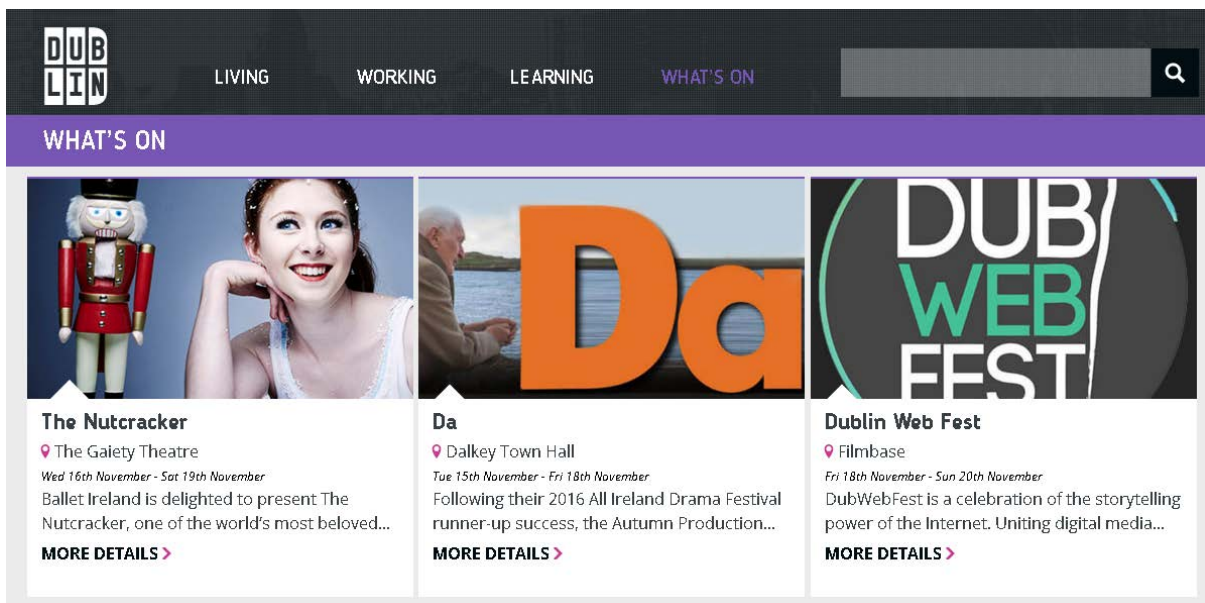 DUB
LIN
LIVING WORKING LEARNING WHAT'S ON
WHAT'S ON
Da
DUB
WEB
FEST
The Nutcracker
The Gaiety Theatre
Wed 16th November - Sat 19th November
Ballet Ireland is delighted to present The
Nutcracker, one of the world's most beloved...
MORE DETAILS >
Da
Dalkey Town Hall
Tue 15th November - Fri 18th November
Following their 2016 All Ireland Drama Festival
runner-up success, the Autumn Production...
MORE DETAILS >
Dublin Web Fest
Filmbase
Fri 18th November - Sun 20th November
DubWebFest is a celebration of the storytelling
power of the Internet. Uniting digital media...
MORE DETAILS >